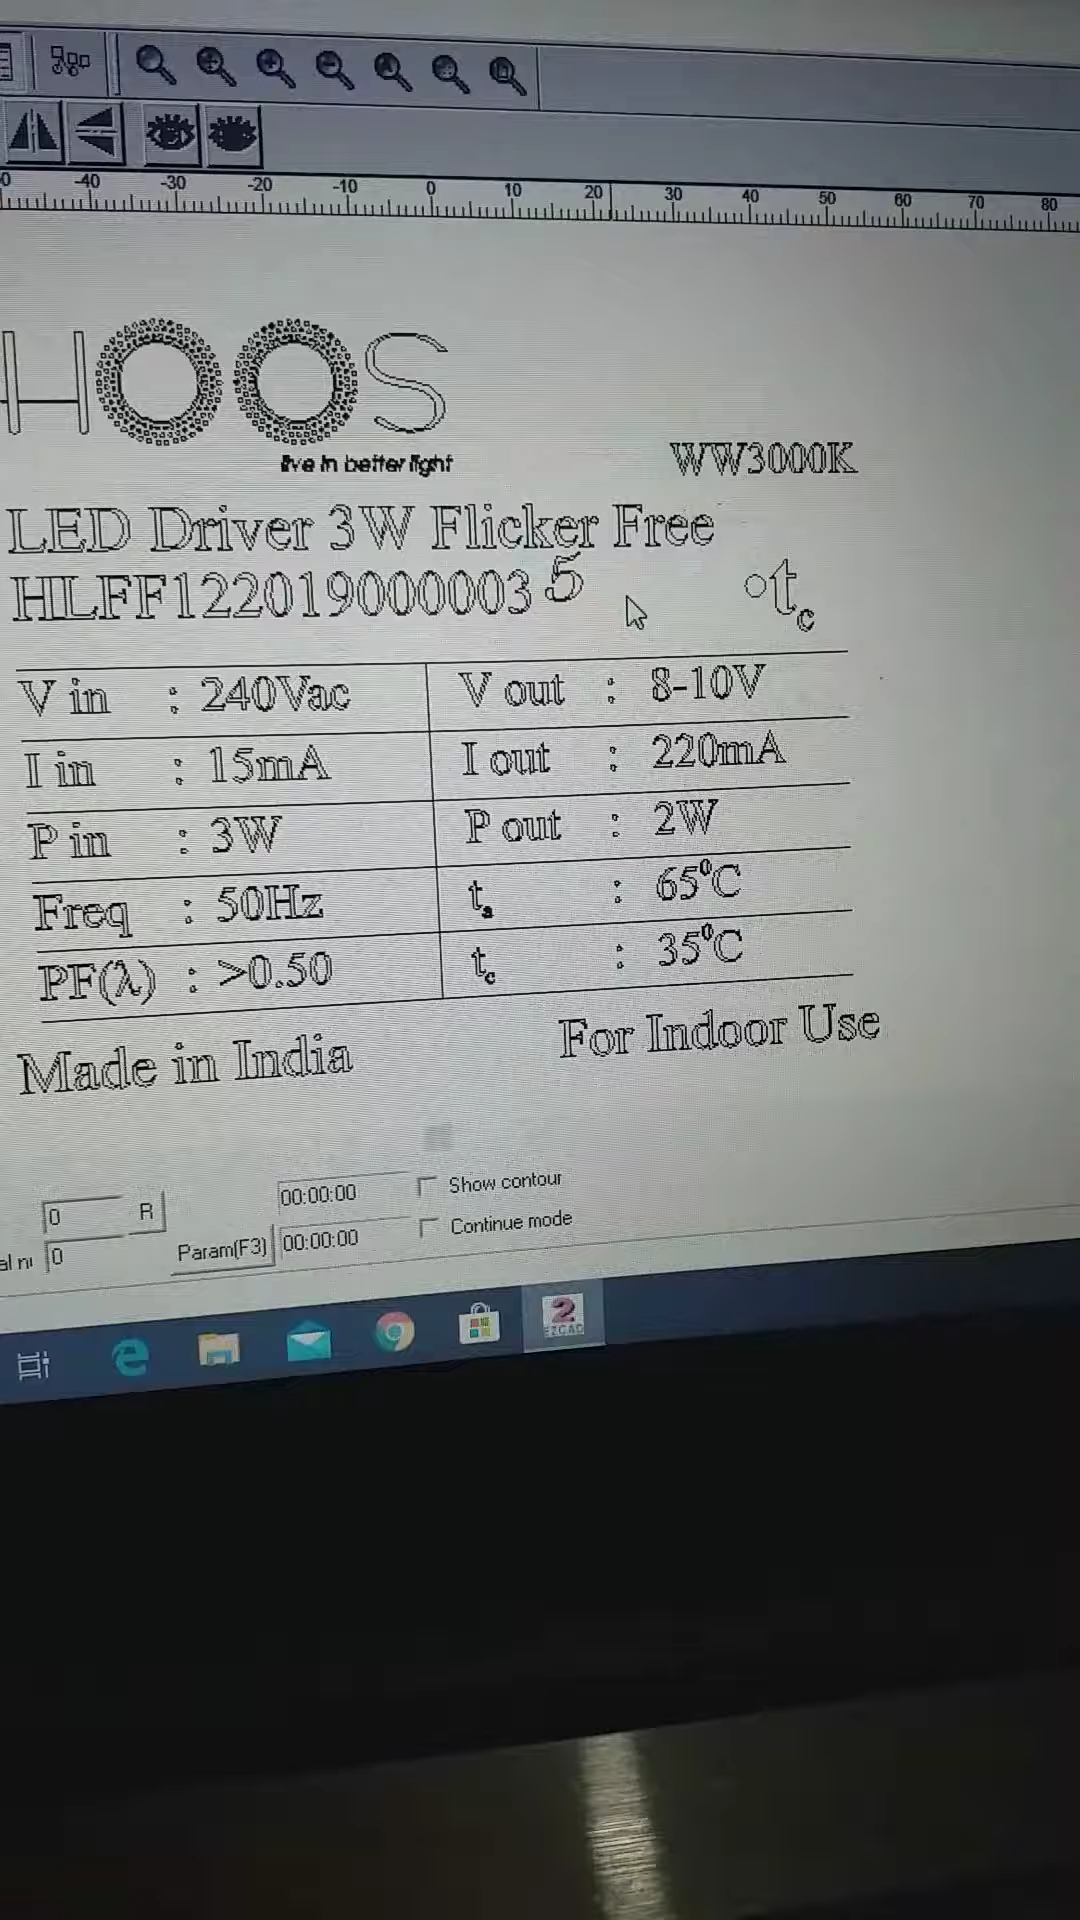 -40 -30 -20 -10 0 10 20 30 40 50 60 70 80
HOOS
live in better light
WW3000K
LED Driver 3W Flicker Free
HLFF122019000003 5
°tc
V in : 240Vac V out : 8-10V
I in : 15mA I out : 220mA
P in : 3W P out : 2W
Freq : 50Hz ta : 65⁰C
PF(λ) : >0.50 tc : 35⁰C
Made in India For Indoor Use
0 R 00:00:00 Show contour
0 Param(F3) 00:00:00 Continue mode
2
EZCAD